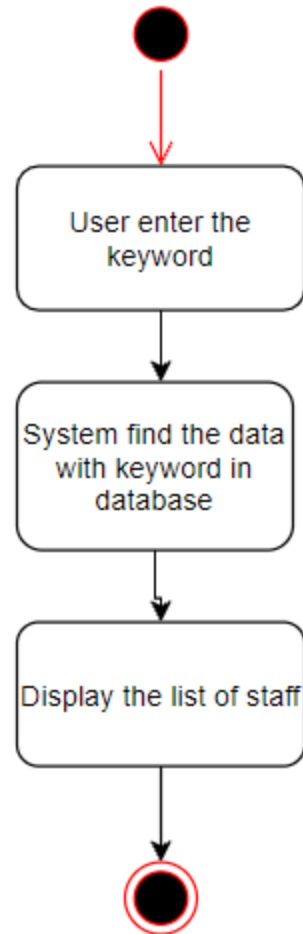 User enter the
keyword
System find the data
with keyword in
database
Display the list of staff